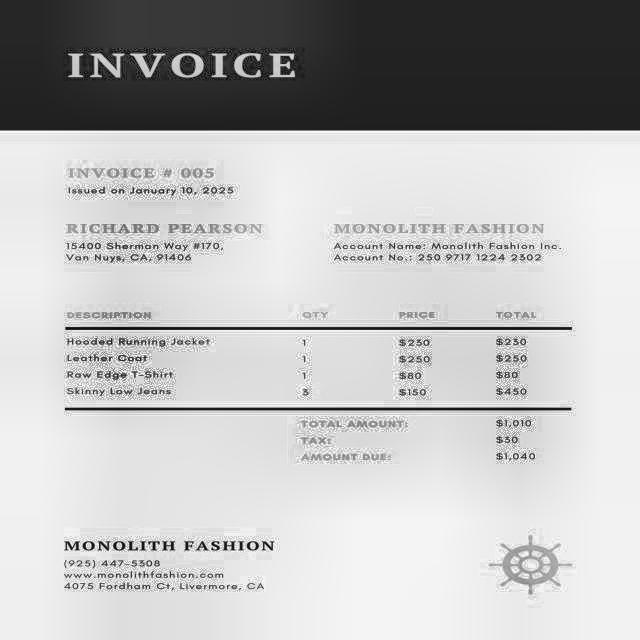 INVOICE
INVOICE # 005
Issued on January 10, 2025
RICHARD PEARSON
15400 Sherman Way #170,
Van Nuys, CA, 91406
MONOLITH FASHION
Account Name: Monolith Fashion Inc.
Account No.: 250 9717 1224 2302
DESCRIPTION QTY PRICE TOTAL
Hooded Running Jacket 1 $230 $230
Leather Coat 1 $250 $250
Raw Edge T-Shirt 1 $80 $80
Skinny Low Jeans 3 $150 $450
TOTAL AMOUNT: $1,010
TAX: $30
AMOUNT DUE: $1,040
MONOLITH FASHION
(925) 447-5308
www.monolithfashion.com
4075 Fordham Ct, Livermore, CA